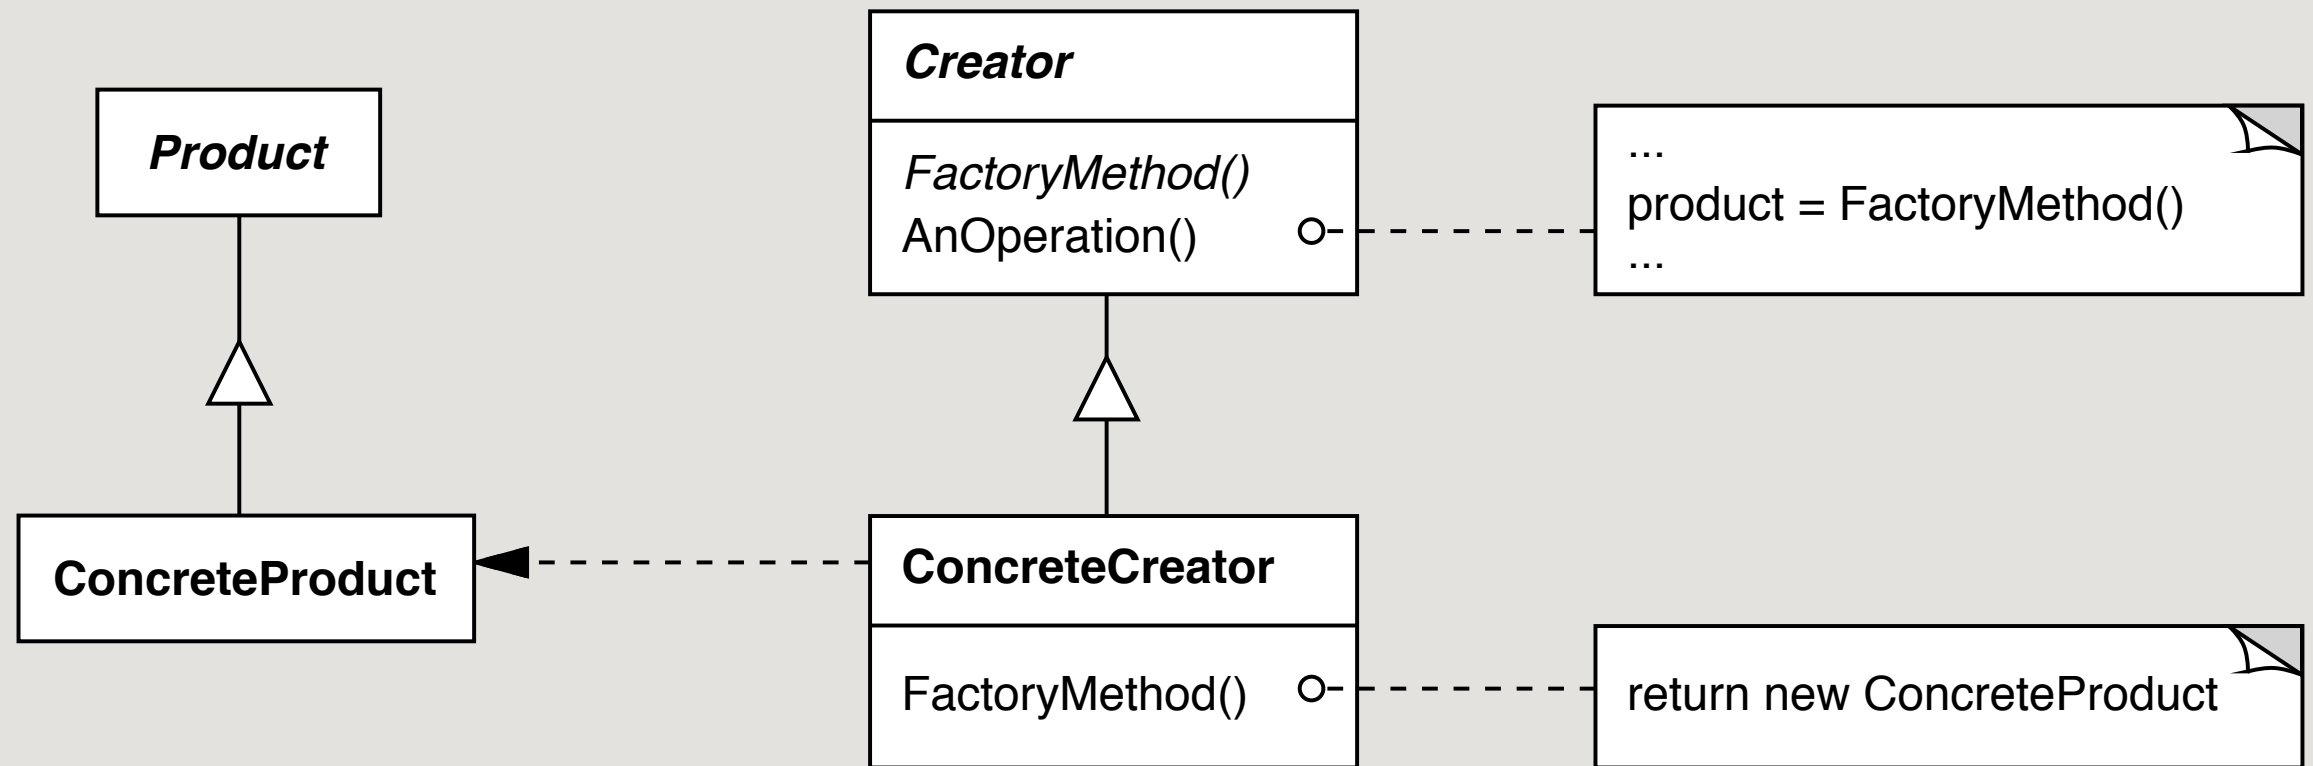 Product
ConcreteProduct
Creator
FactoryMethod()
AnOperation()
...
product = FactoryMethod()
...
ConcreteCreator
FactoryMethod()
return new ConcreteProduct